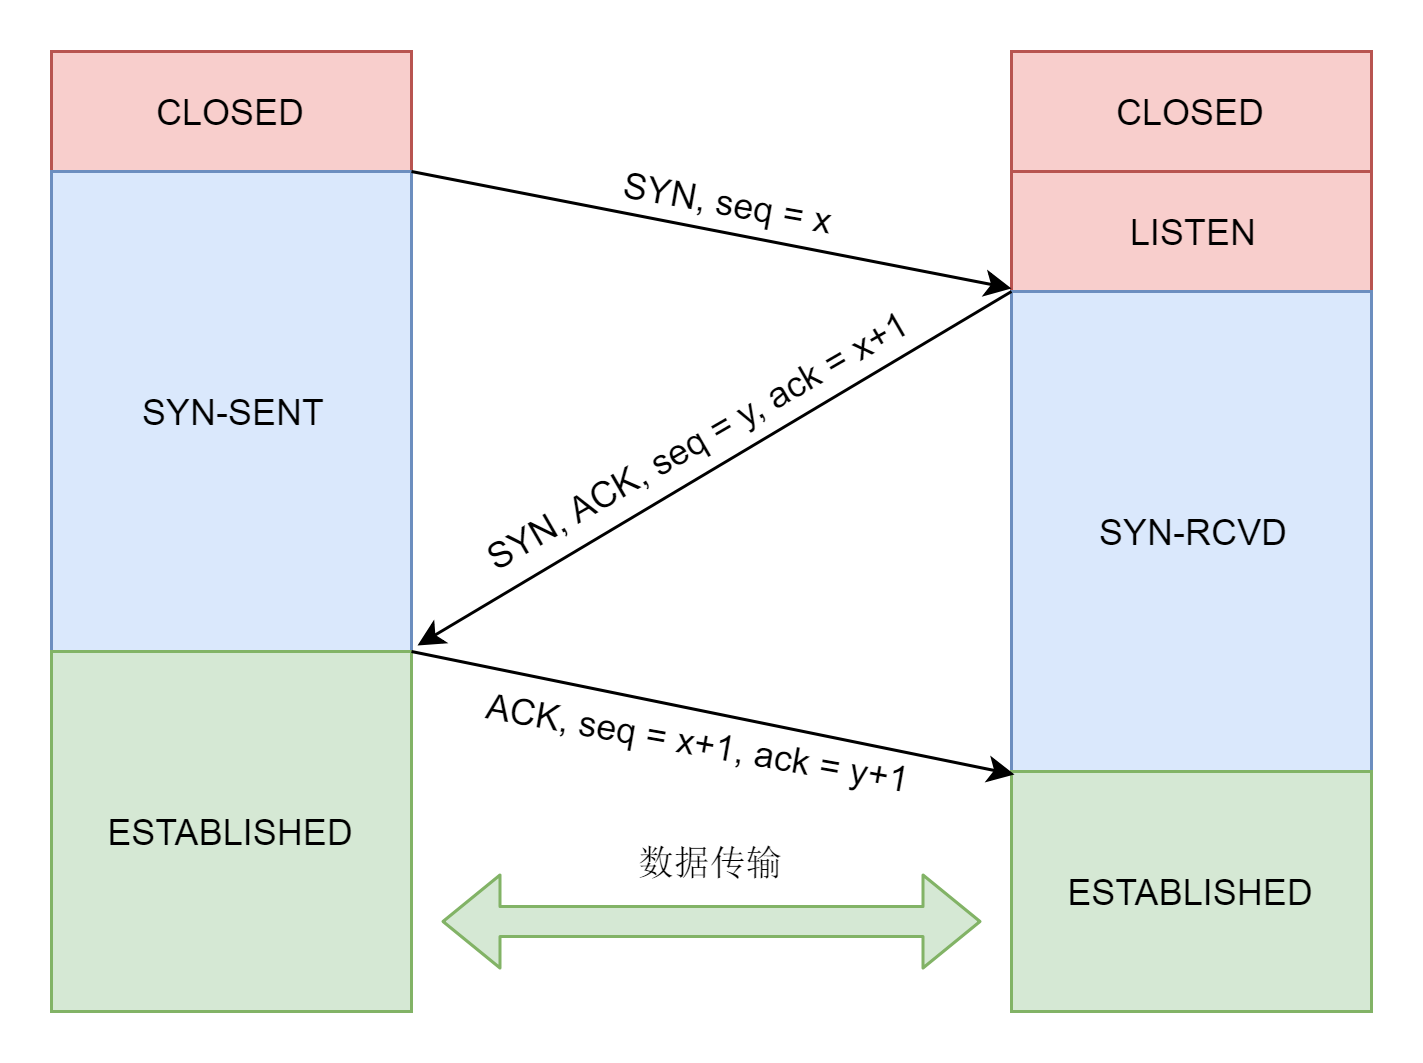 CLOSED
CLOSED
SYN, seq = x
LISTEN
SYN, ACK, seq = y, ack = x+1
SYN-SENT
SYN-RCVD
ACK, seq = x+1, ack = y+1
ESTABLISHED
数据传输
ESTABLISHED